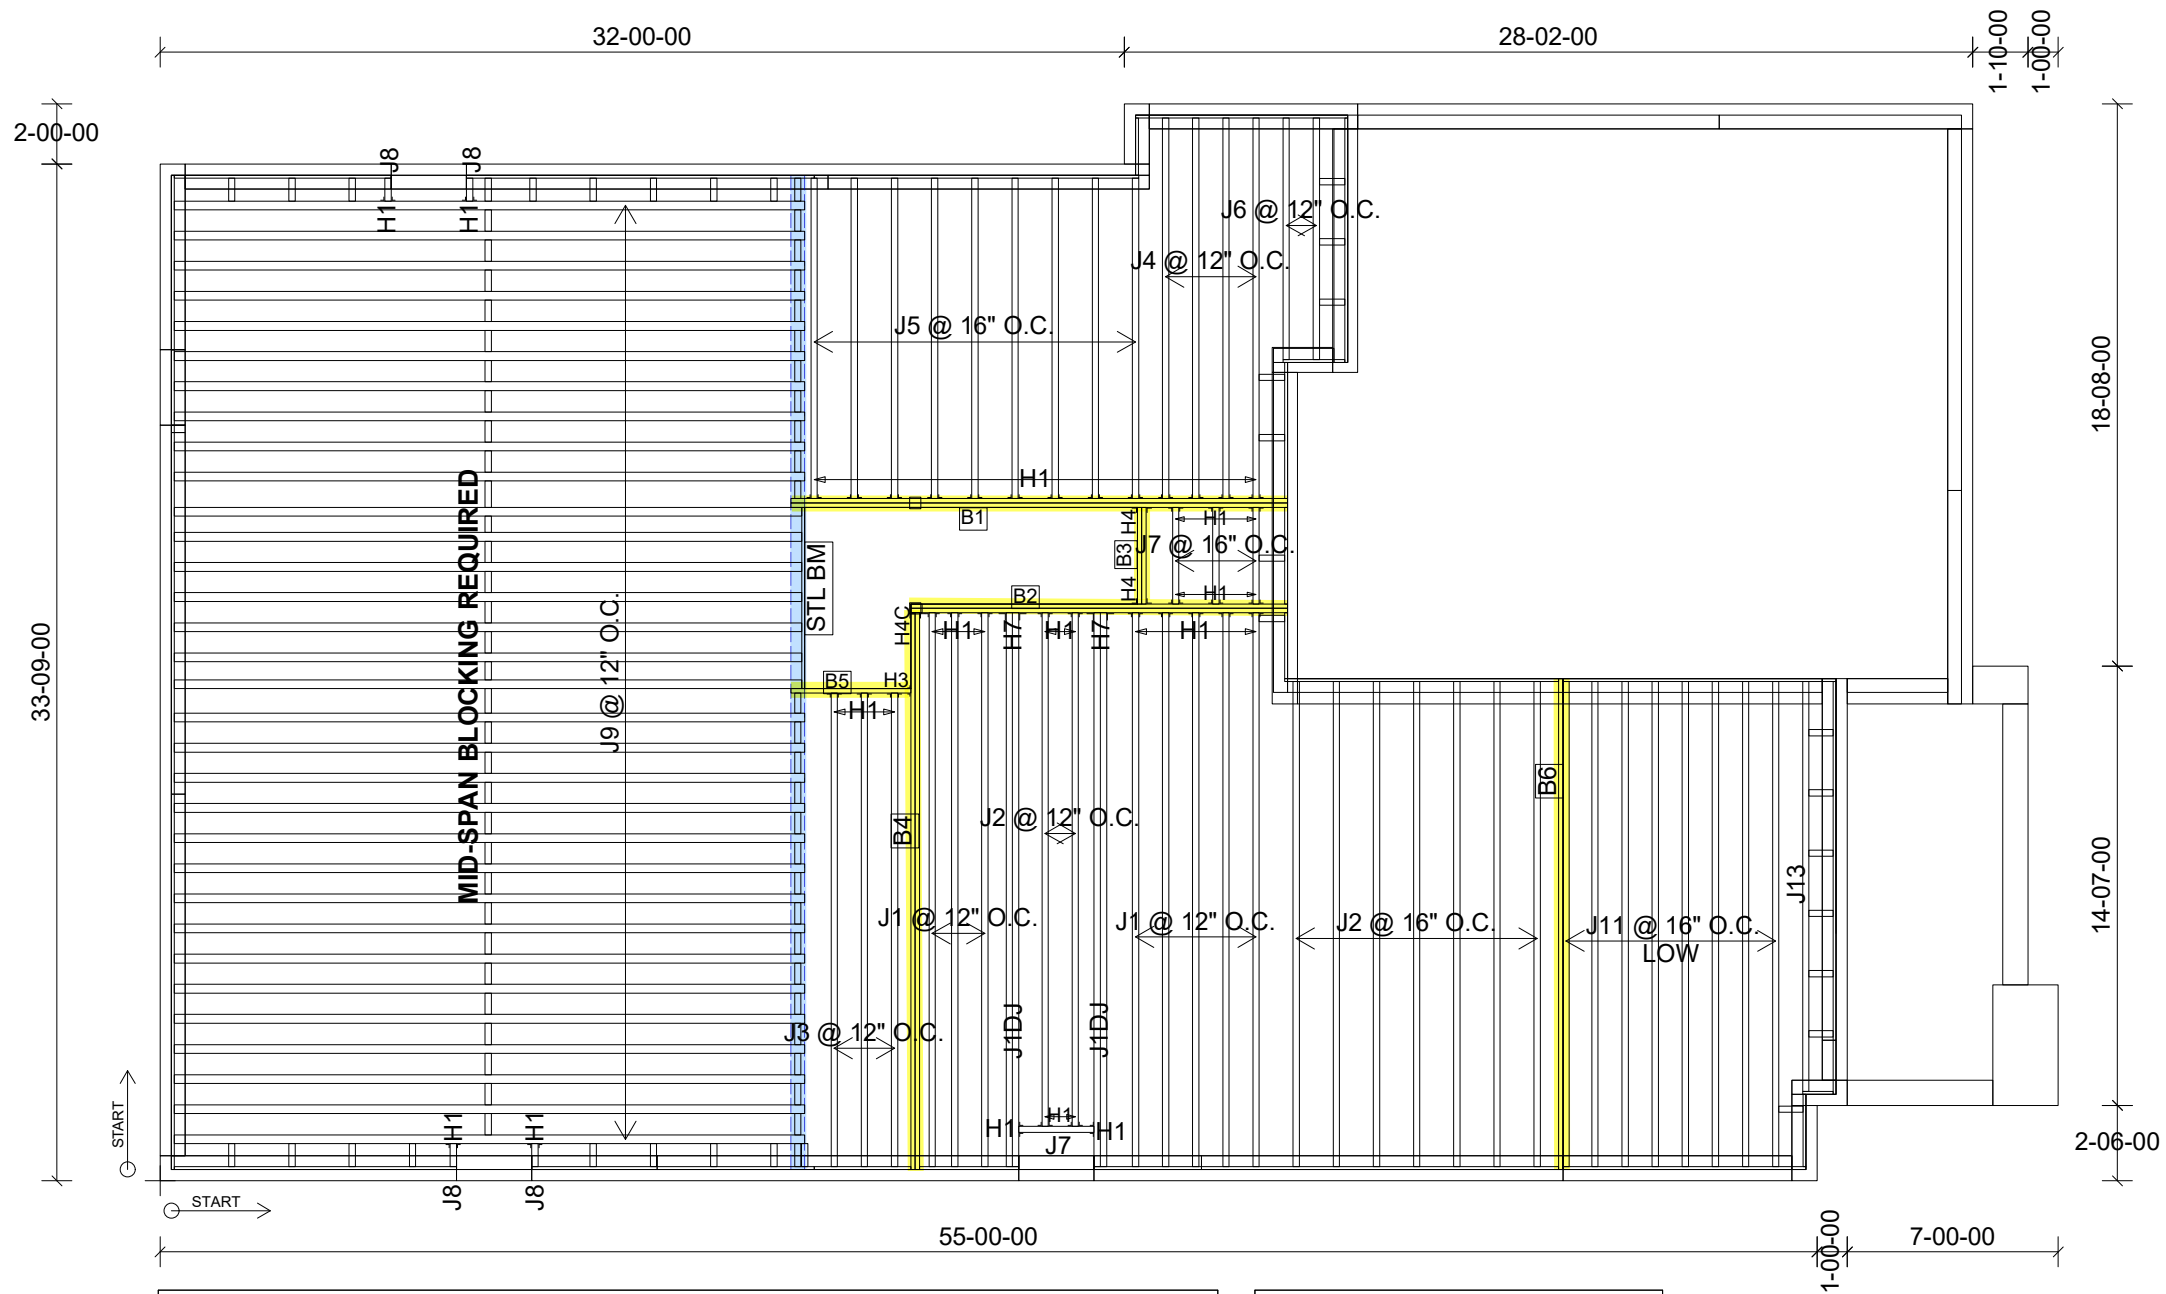 32-00-00
28-02-00
1-10-00
1-00-00
2-00-00
J8
J8
H1
H1
J6 @ 12" O.C.
J4 @ 12" O.C.
J5 @ 16" O.C.
18-08-00
H1
B1
H4
H1
B3
J7 @ 16" O.C.
STL BM
H4
H1
B2
MID-SPAN BLOCKING REQUIRED
J9 @ 12" O.C.
H4C
H1
H7
H1
H7
H1
33-09-00
B5
H3
H1
B6
J2 @ 12" O.C.
B4
J13
14-07-00
J1 @ 12" O.C.
J1 @ 12" O.C.
J2 @ 16" O.C.
J11 @ 16" O.C.
LOW
J3 @ 12" O.C.
J1DJ
J1DJ
START
H1
H1
H1
H1
H1
J7
2-06-00
J8
J8
START
55-00-00
1-00-00
7-00-00